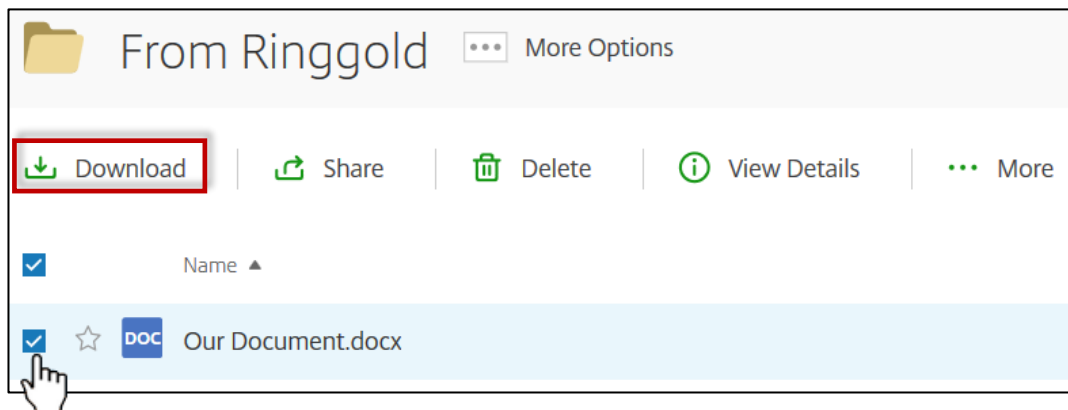 From Ringgold ••• More Options
Download Share Delete View Details ••• More
Name ▲
DOC Our Document.docx